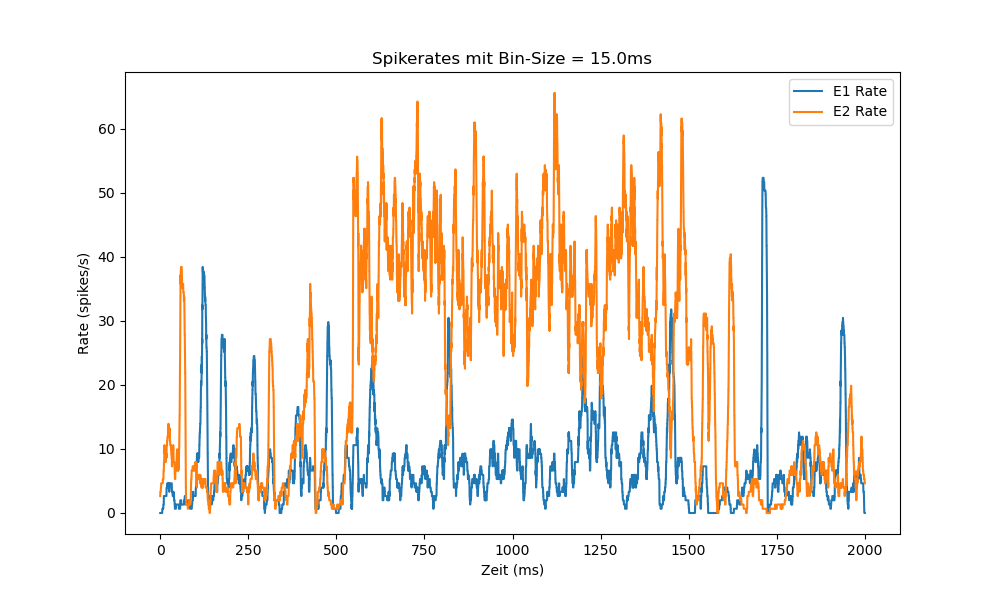 Spikerates mit Bin-Size = 15.0ms
E1 Rate
E2 Rate
Rate (spikes/s)
60
50
40
30
20
10
0
0 250 500 750 1000 1250 1500 1750 2000
Zeit (ms)